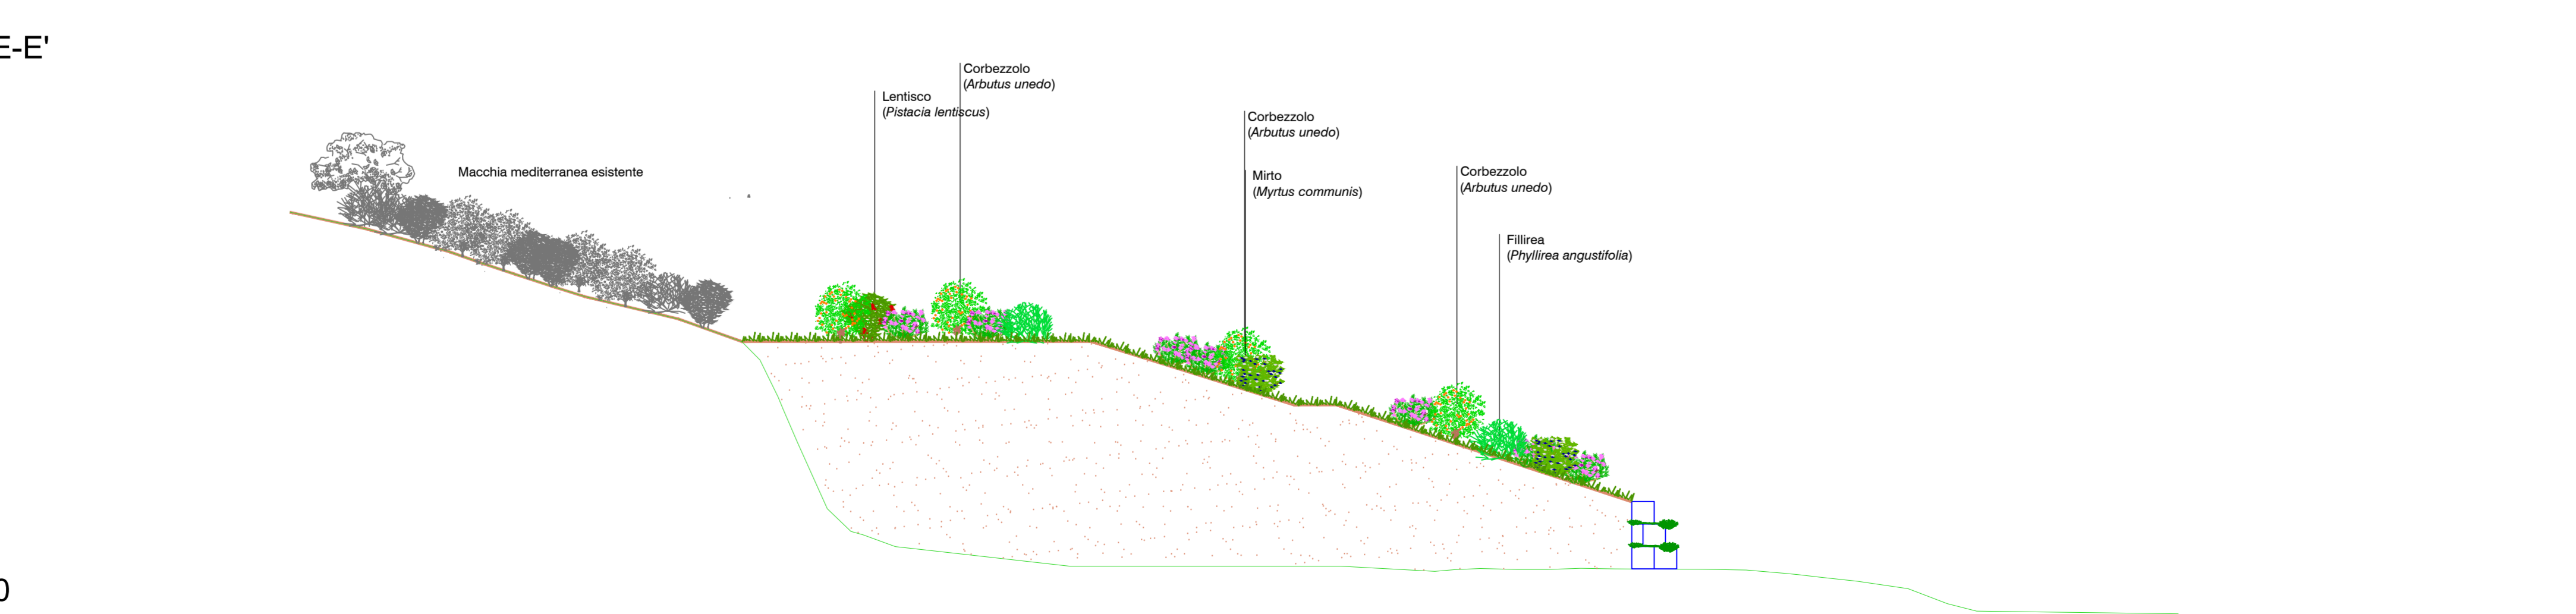 E-E'
Corbezzolo
(Arbutus unedo)
Lentisco
(Pistacia lentiscus)
Corbezzolo
(Arbutus unedo)
Macchia mediterranea esistente
Mirto
(Myrtus communis)
Corbezzolo
(Arbutus unedo)
Fillirea
(Phyllirea angustifolia)
0